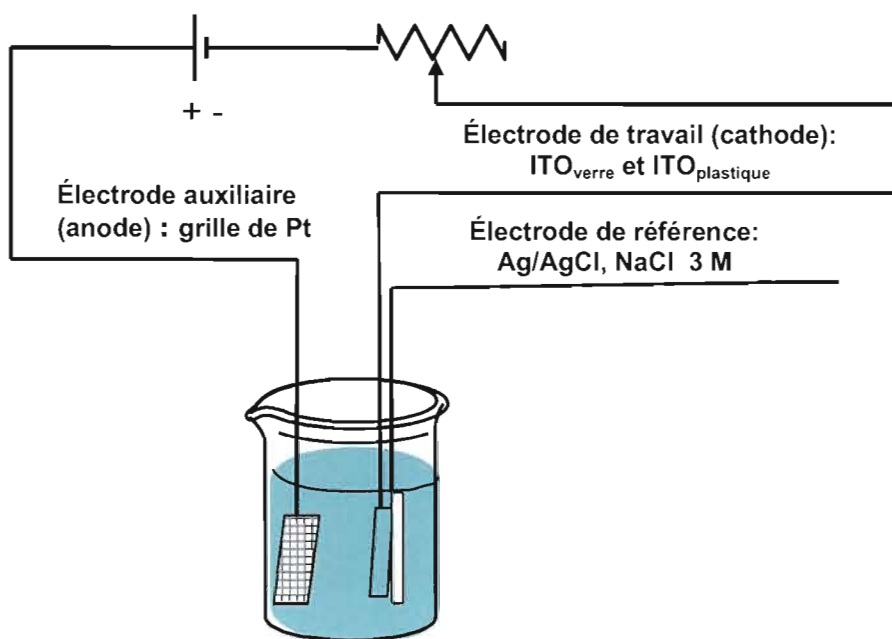 + -
Électrode de travail (cathode):
ITOverre et ITOplastique
Électrode auxiliaire
(anode) : grille de Pt
Électrode de référence:
Ag/AgCl, NaCl 3 M